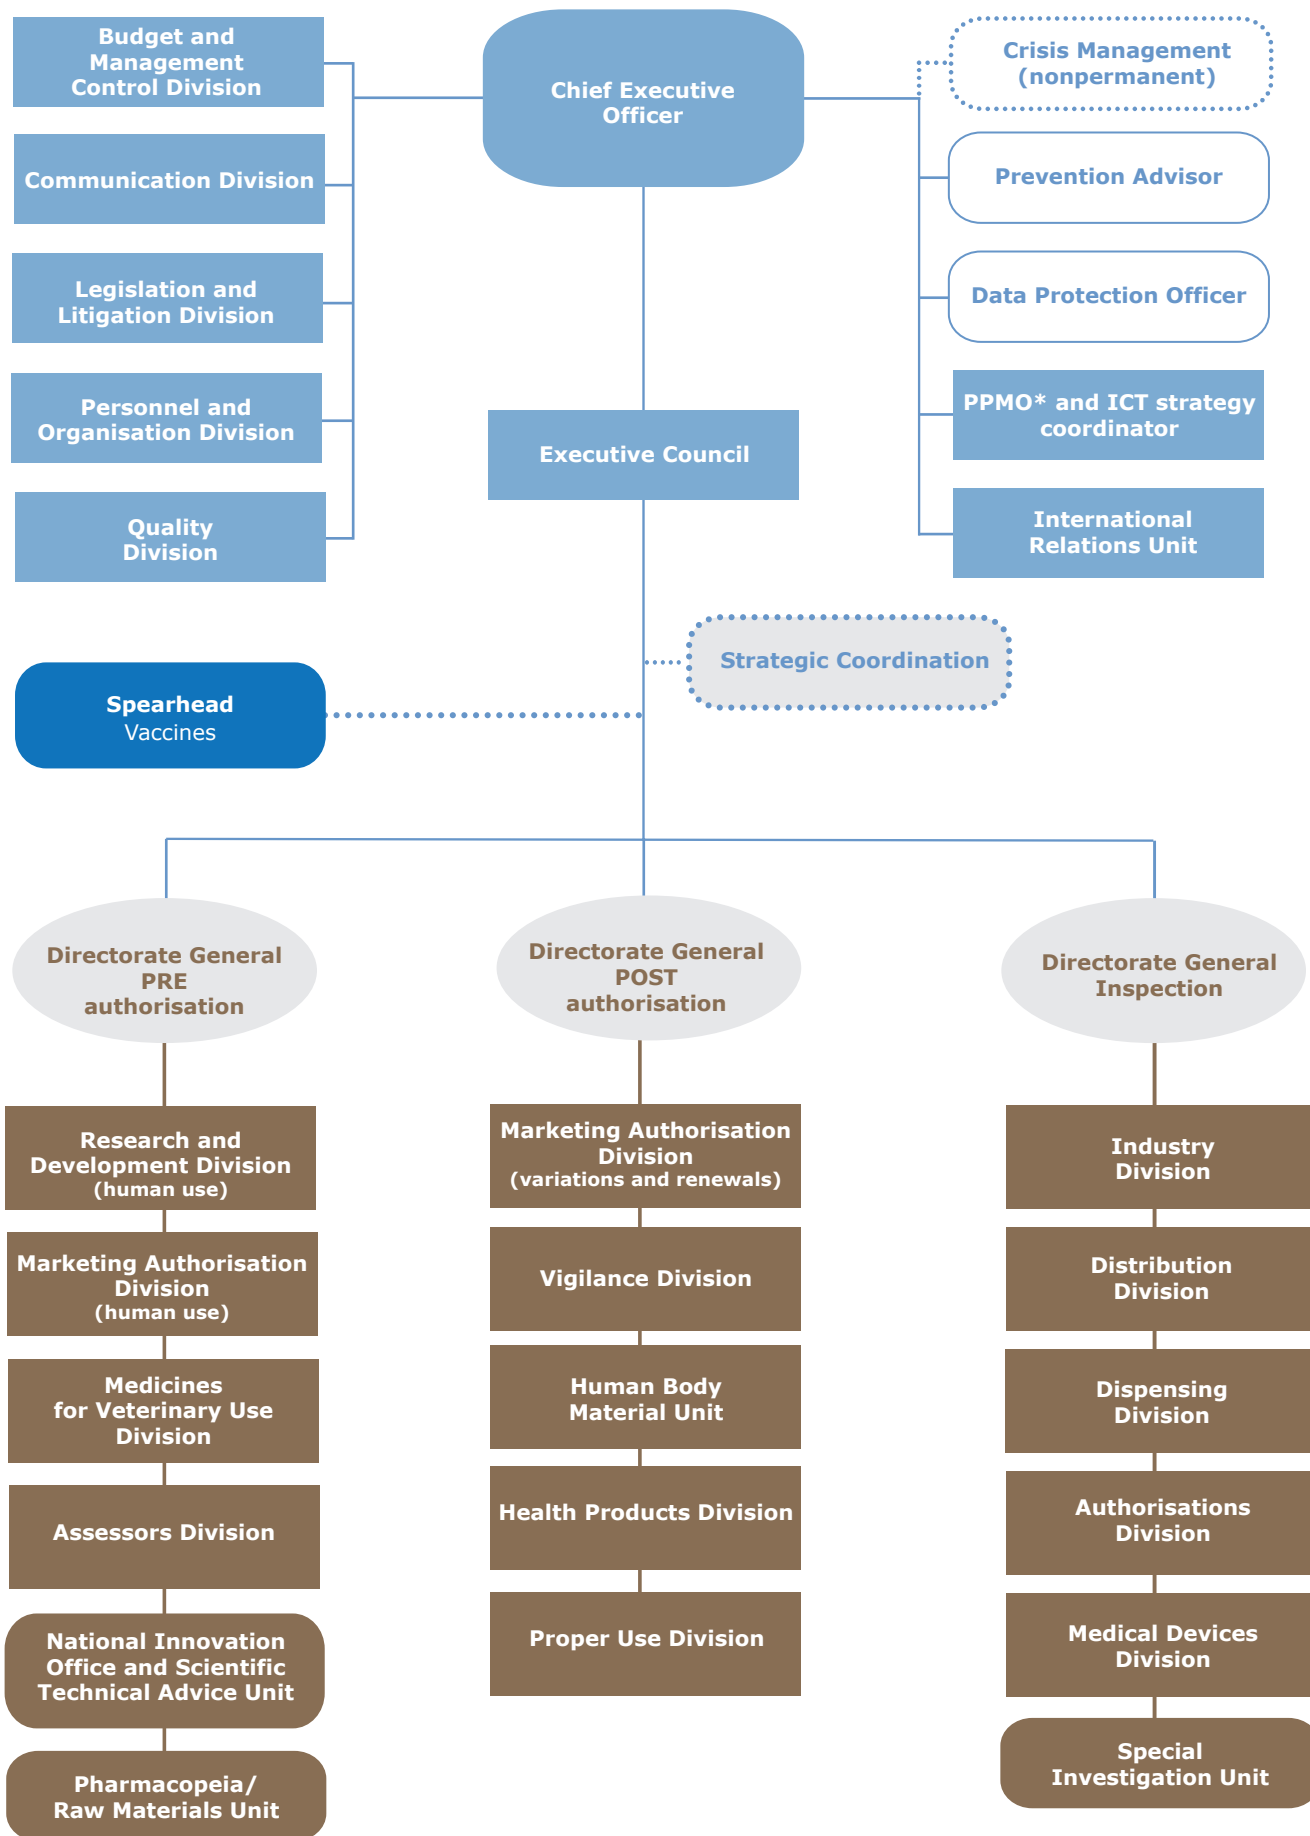 Budget and
Management
Control Division
Communication Division
Legislation and
Litigation Division
Personnel and
Organisation Division
Quality
Division
Chief Executive
Officer
Executive Council
Crisis Management
(nonpermanent)
Prevention Advisor
Data Protection Officer
PPMO* and ICT strategy
coordinator
International
Relations Unit
Strategic Coordination
Spearhead
Vaccines
Directorate General
PRE
authorisation
Research and
Development Division
(human use)
Marketing Authorisation
Division
(human use)
Medicines
for Veterinary Use
Division
Assessors Division
National Innovation
Office and Scientific
Technical Advice Unit
Pharmacopeia/
Raw Materials Unit
Directorate General
POST
authorisation
Marketing Authorisation
Division
(variations and renewals)
Vigilance Division
Human Body
Material Unit
Health Products Division
Proper Use Division
Directorate General
Inspection
Industry
Division
Distribution
Division
Dispensing
Division
Authorisations
Division
Medical Devices
Division
Special
Investigation Unit